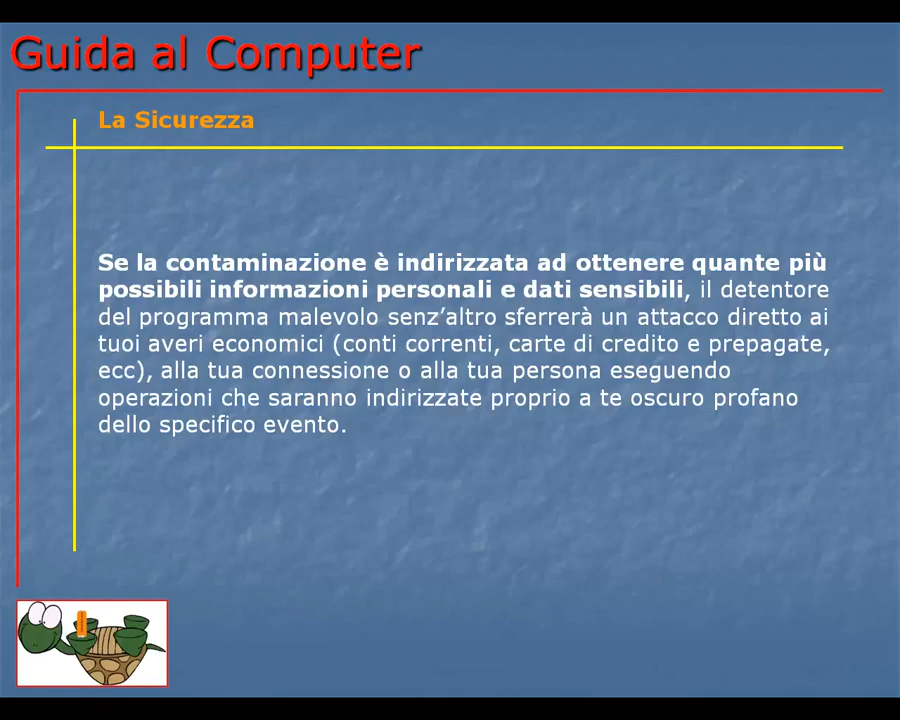 Guida al Computer
La Sicurezza
Se la contaminazione è indirizzata ad ottenere quante più
possibili informazioni personali e dati sensibili, il detentore
del programma malevolo senz’altro sferrerà un attacco diretto ai
tuoi averi economici (conti correnti, carte di credito e prepagate,
ecc), alla tua connessione o alla tua persona eseguendo
operazioni che saranno indirizzate proprio a te oscuro profano
dello specifico evento.